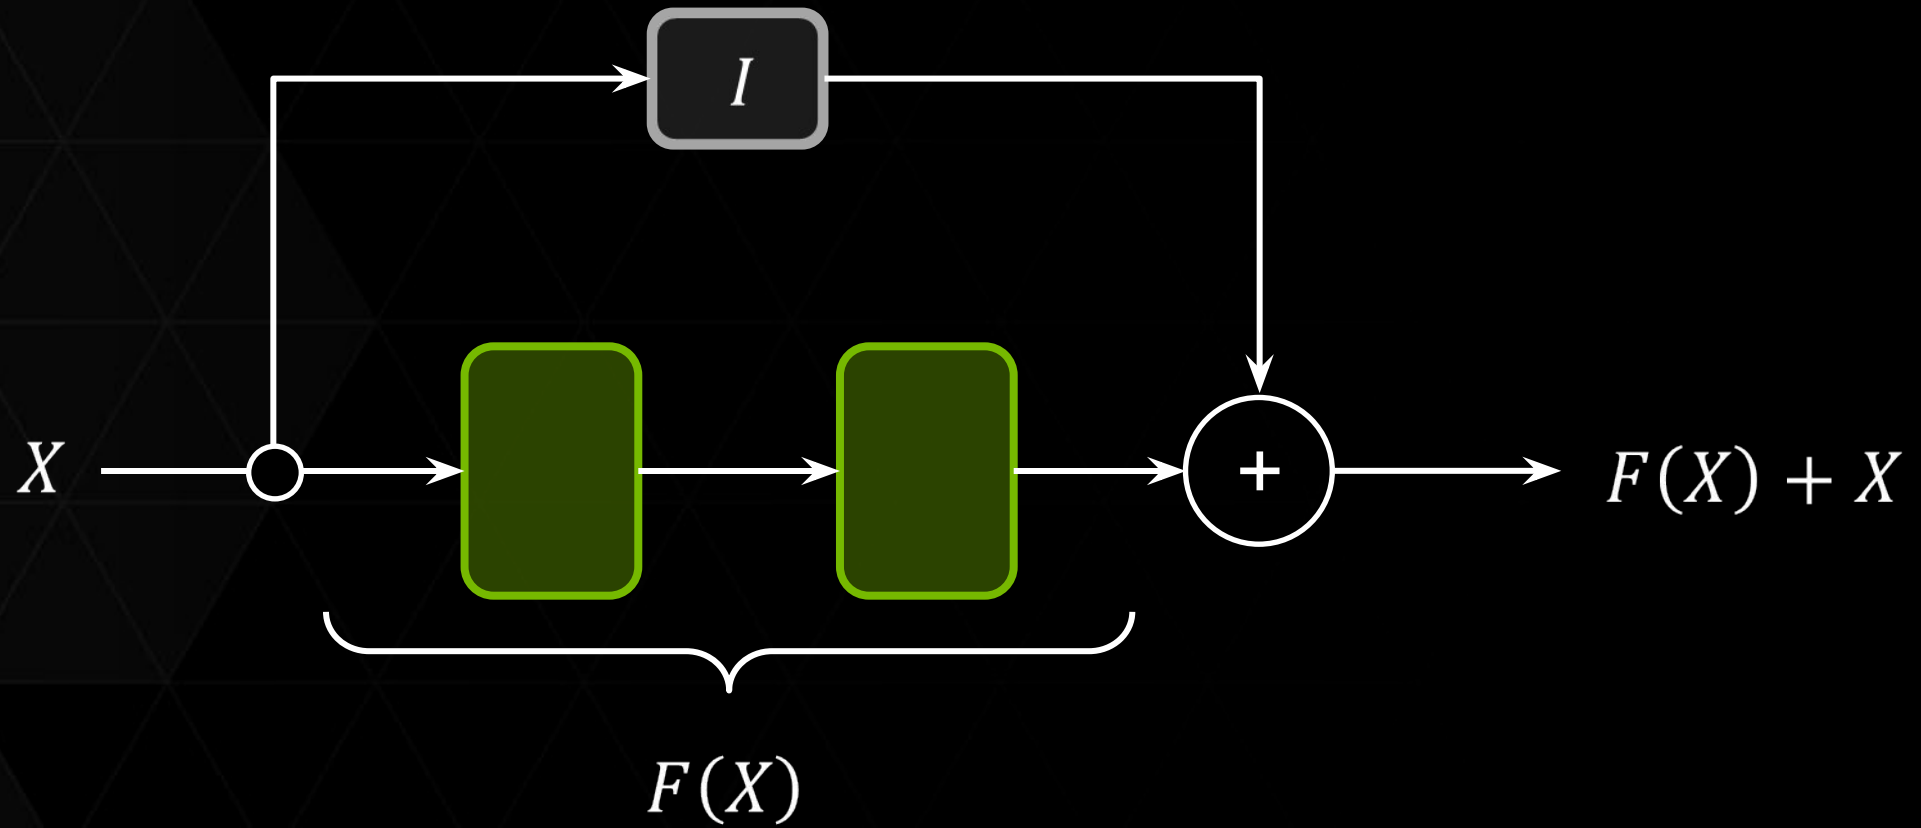 I
X
+
F(X) + X
F(X)